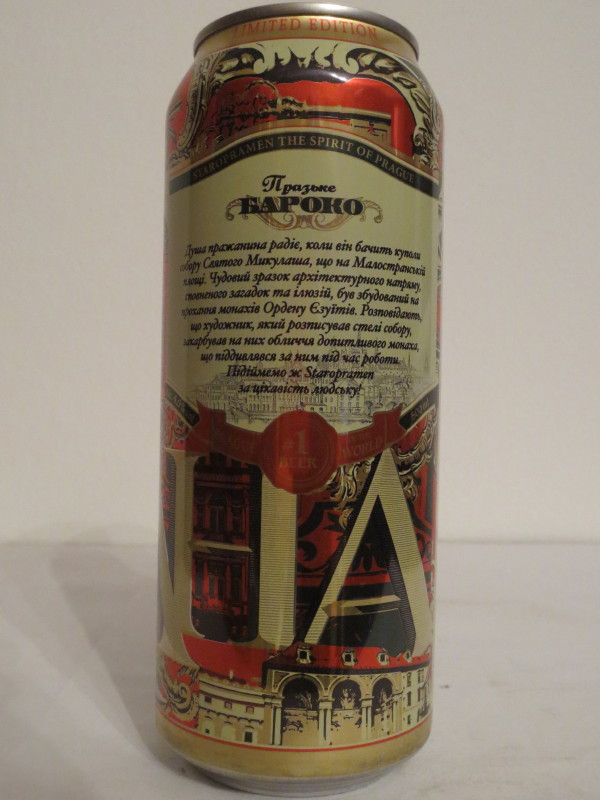 LIMITED EDITION
STAROPRAMEN THE SPIRIT OF PRAGUE
Празьке
БАРОКО
Душа пражанина радіє, коли він бачить куполи
собору Святого Микулаша, що на Малостранській
площі. Чудовий зразок архітектурного напряму,
сповненого загадок та ілюзій, був збудований на
прохання монахів Ордену Єзуїтів. Розповідають,
що художник, який розписував стелі собору,
закарбував на них обличчя допитливого монаха,
що піддивлявся за ним під час роботи.
Підіймемо ж Staropramen
за цікавість людську!
#1
BEER
WORLD